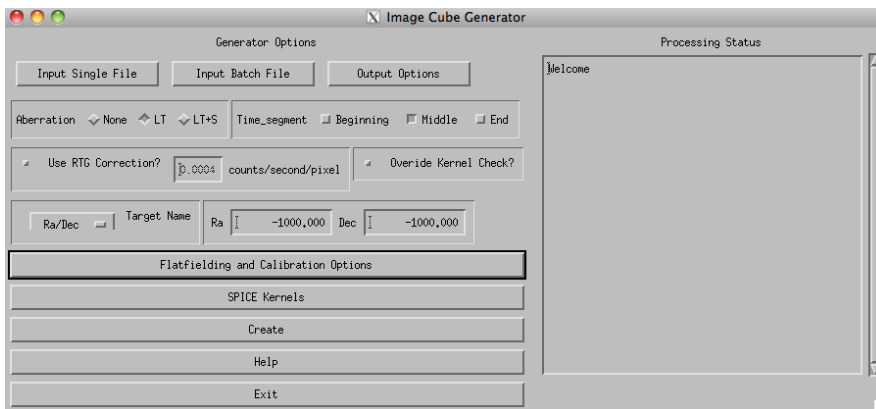 X Image Cube Generator
Generator Options
Input Single File Input Batch File Output Options
Aberration None LT LT+S Time_segment Beginning Middle End
Use RTG Correction? 0.0004 counts/second/pixel Override Kernel Check?
Ra/Dec Target Name Ra -1000.000 Dec -1000.000
Flatfielding and Calibration Options
SPICE Kernels
Create
Help
Exit
Processing Status
Welcome